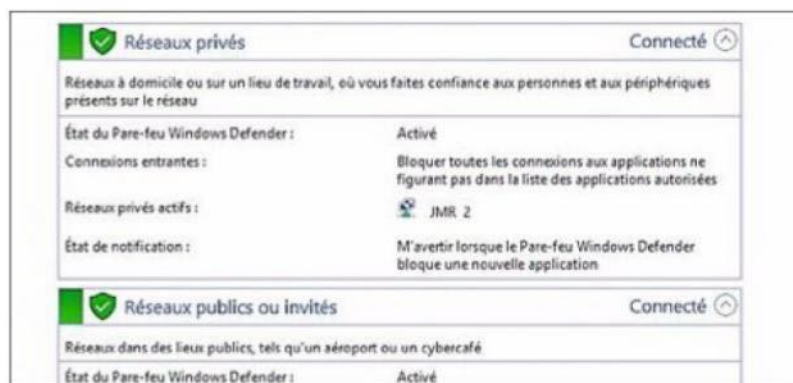 Réseaux privés Connecté
Réseaux à domicile ou sur un lieu de travail, où vous faites confiance aux personnes et aux périphériques
présents sur le réseau
État du Pare-feu Windows Defender : Activé
Connexions entrantes : Bloquer toutes les connexions aux applications ne
figurant pas dans la liste des applications autorisées
Réseaux privés actifs : JMR 2
État de notification : M'avertir lorsque le Pare-feu Windows Defender
bloque une nouvelle application
Réseaux publics ou invités Connecté
Réseaux dans des lieux publics, tels qu'un aéroport ou un cybercafé
État du Pare-feu Windows Defender : Activé